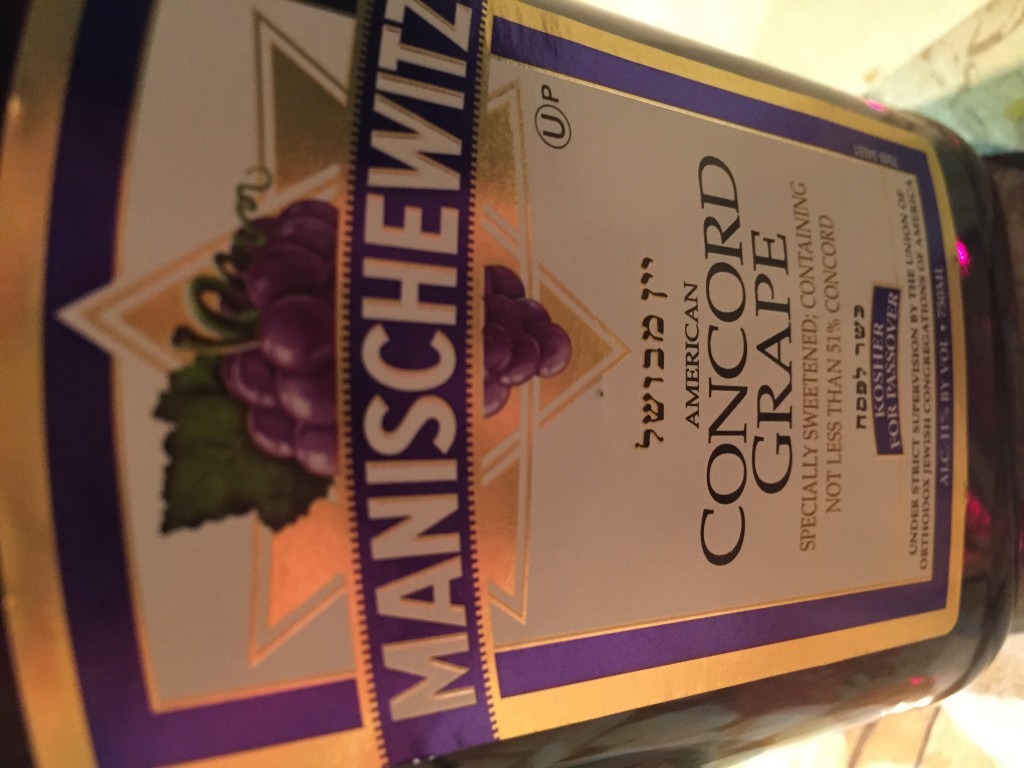 MANISCHEWITZ
U P
יין מבושל
AMERICAN
CONCORD
GRAPE
SPECIALLY SWEETENED; CONTAINING
NOT LESS THAN 51% CONCORD
כשר לפסח
KOSHER
FOR PASSOVER
UNDER STRICT SUPERVISION BY THE UNION OF
ORTHODOX JEWISH CONGREGATIONS OF AMERICA
ALC. 11% BY VOL • 750ML